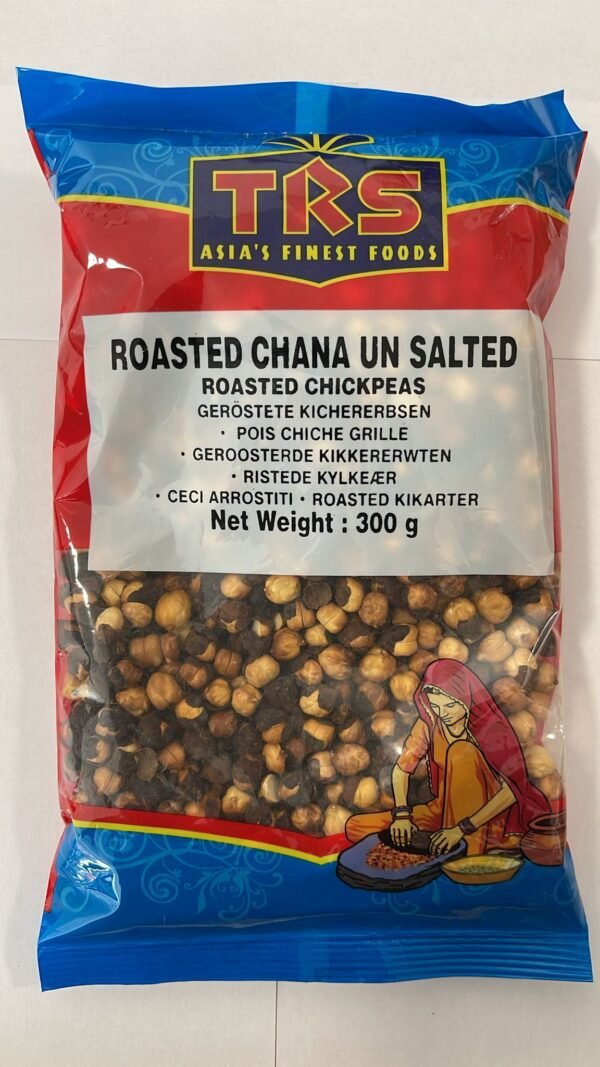 TRS
ASIA'S FINEST FOODS
ROASTED CHANA UN SALTED
ROASTED CHICKPEAS
GERÖSTETE KICHERERBSEN
• POIS CHICHE GRILLE
• GEROOSTERDE KIKKERERWTEN
• RISTEDE KYLKEÆR
• CECI ARROSTITI • ROASTED KIKARTER
Net Weight : 300 g